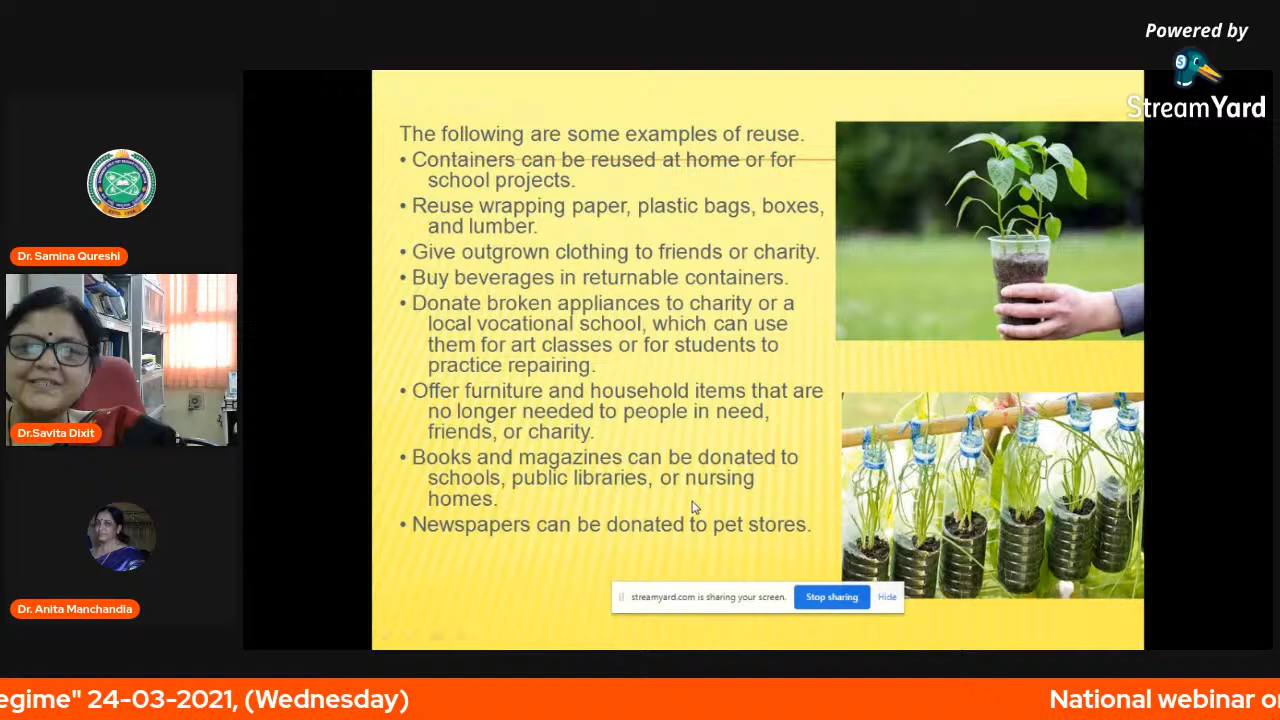 Powered by
StreamYard
The following are some examples of reuse.
• Containers can be reused at home or for
school projects.
• Reuse wrapping paper, plastic bags, boxes,
and lumber.
• Give outgrown clothing to friends or charity.
• Buy beverages in returnable containers.
• Donate broken appliances to charity or a
local vocational school, which can use
them for art classes or for students to
practice repairing.
• Offer furniture and household items that are
no longer needed to people in need,
friends, or charity.
• Books and magazines can be donated to
schools, public libraries, or nursing
homes.
• Newspapers can be donated to pet stores.
streamyard.com is sharing your screen.
Stop sharing
Hide
Dr. Samina Qureshi
Dr.Savita Dixit
Dr. Anita Manchandia
egime" 24-03-2021, (Wednesday)
National webinar o